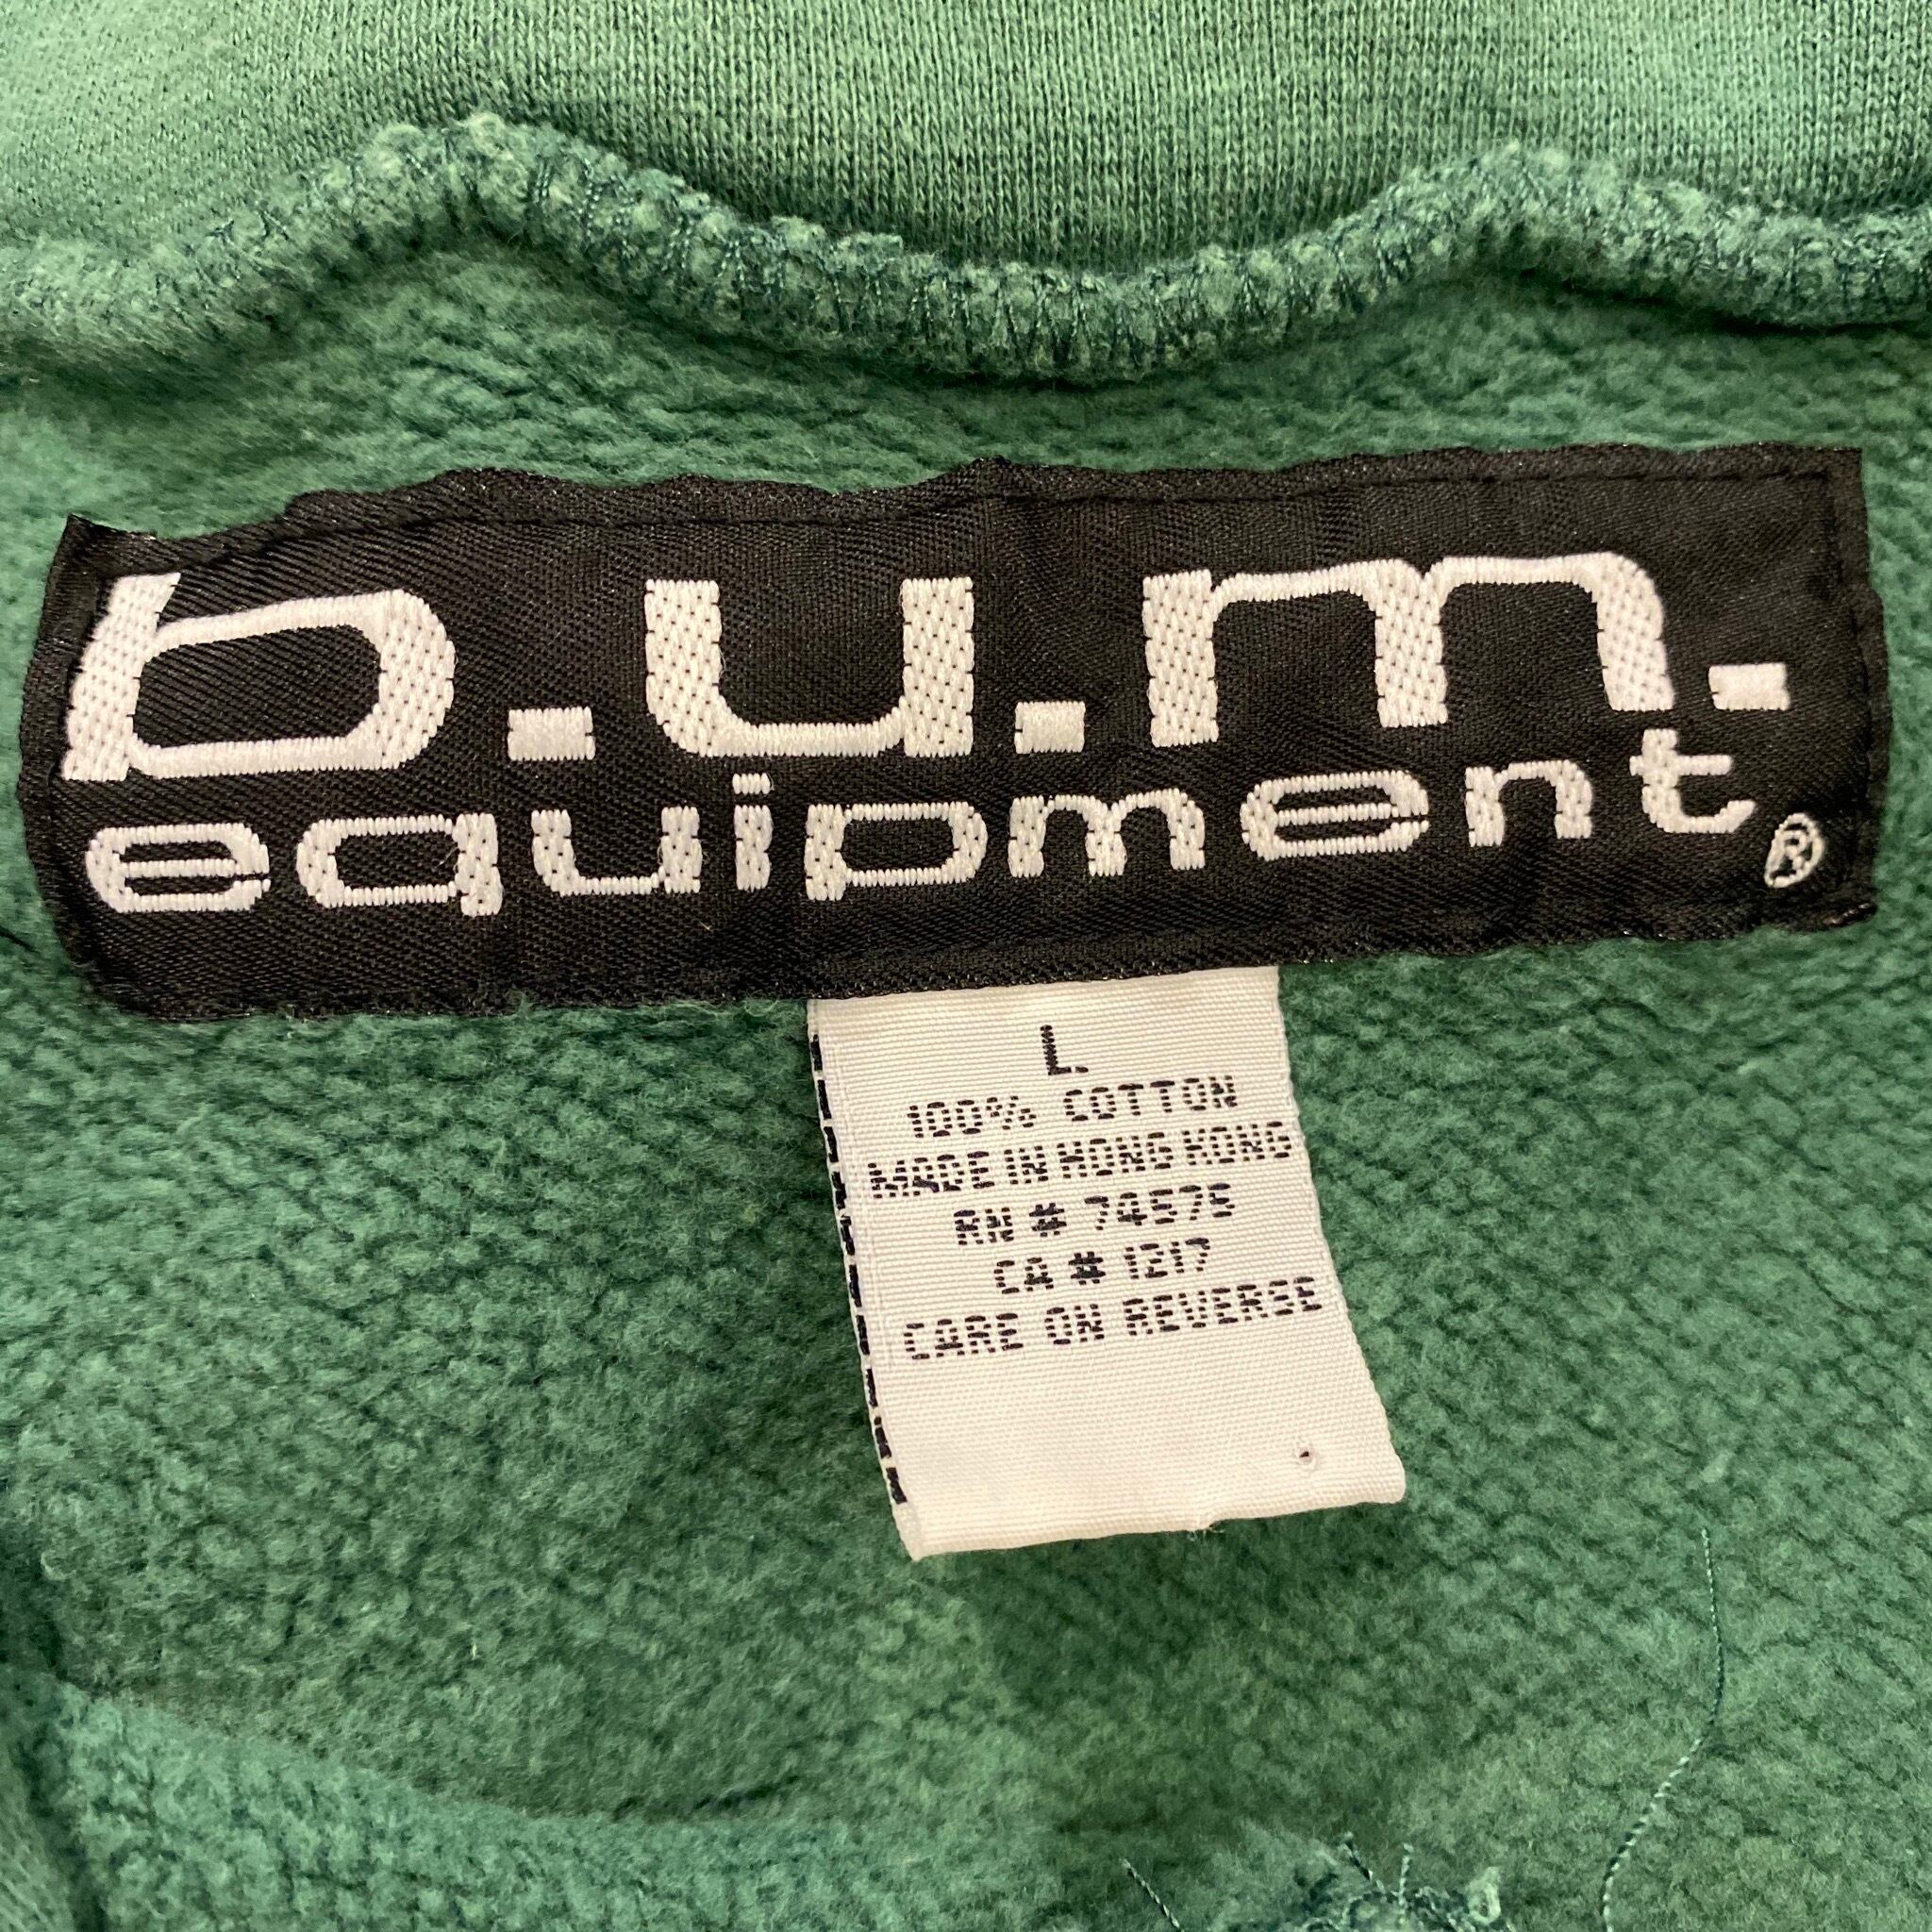 b.u.m.
equipment®
L
100% COTTON
MADE IN HONG KONG
RN # 74575
CA # 1217
CARE ON REVERSE